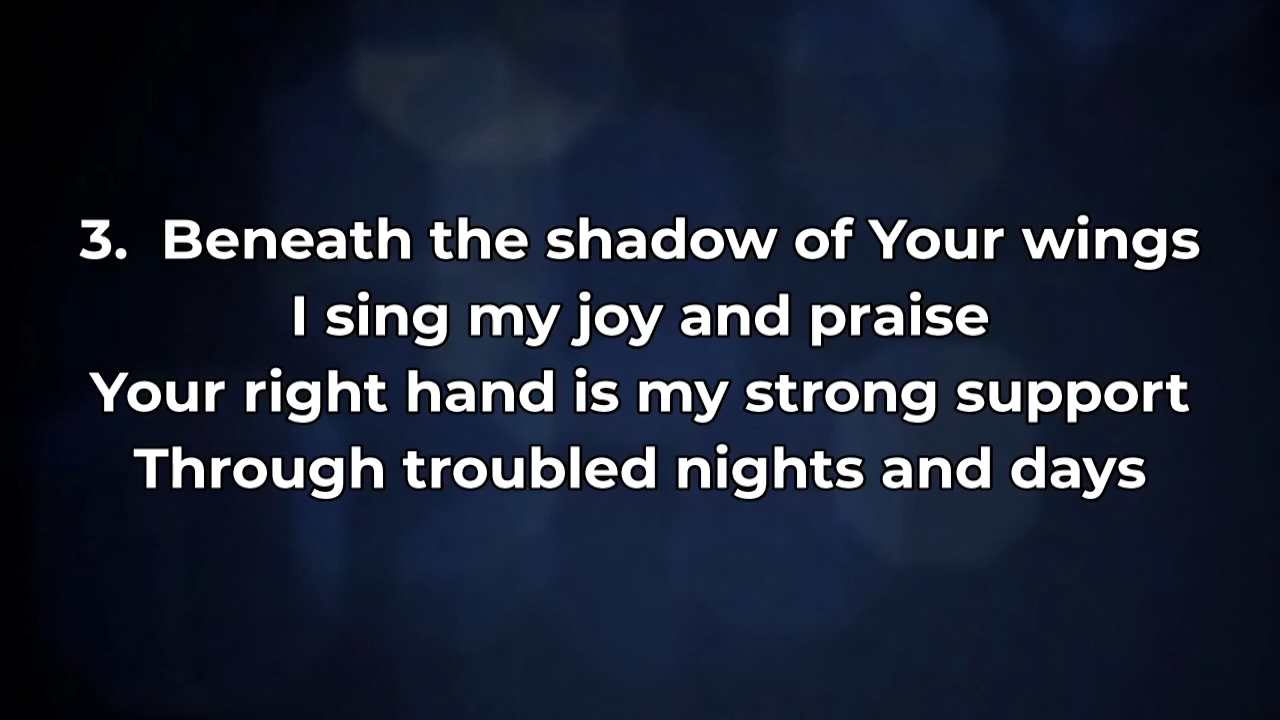 3.  Beneath the shadow of Your wings
I sing my joy and praise
Your right hand is my strong support
Through troubled nights and days